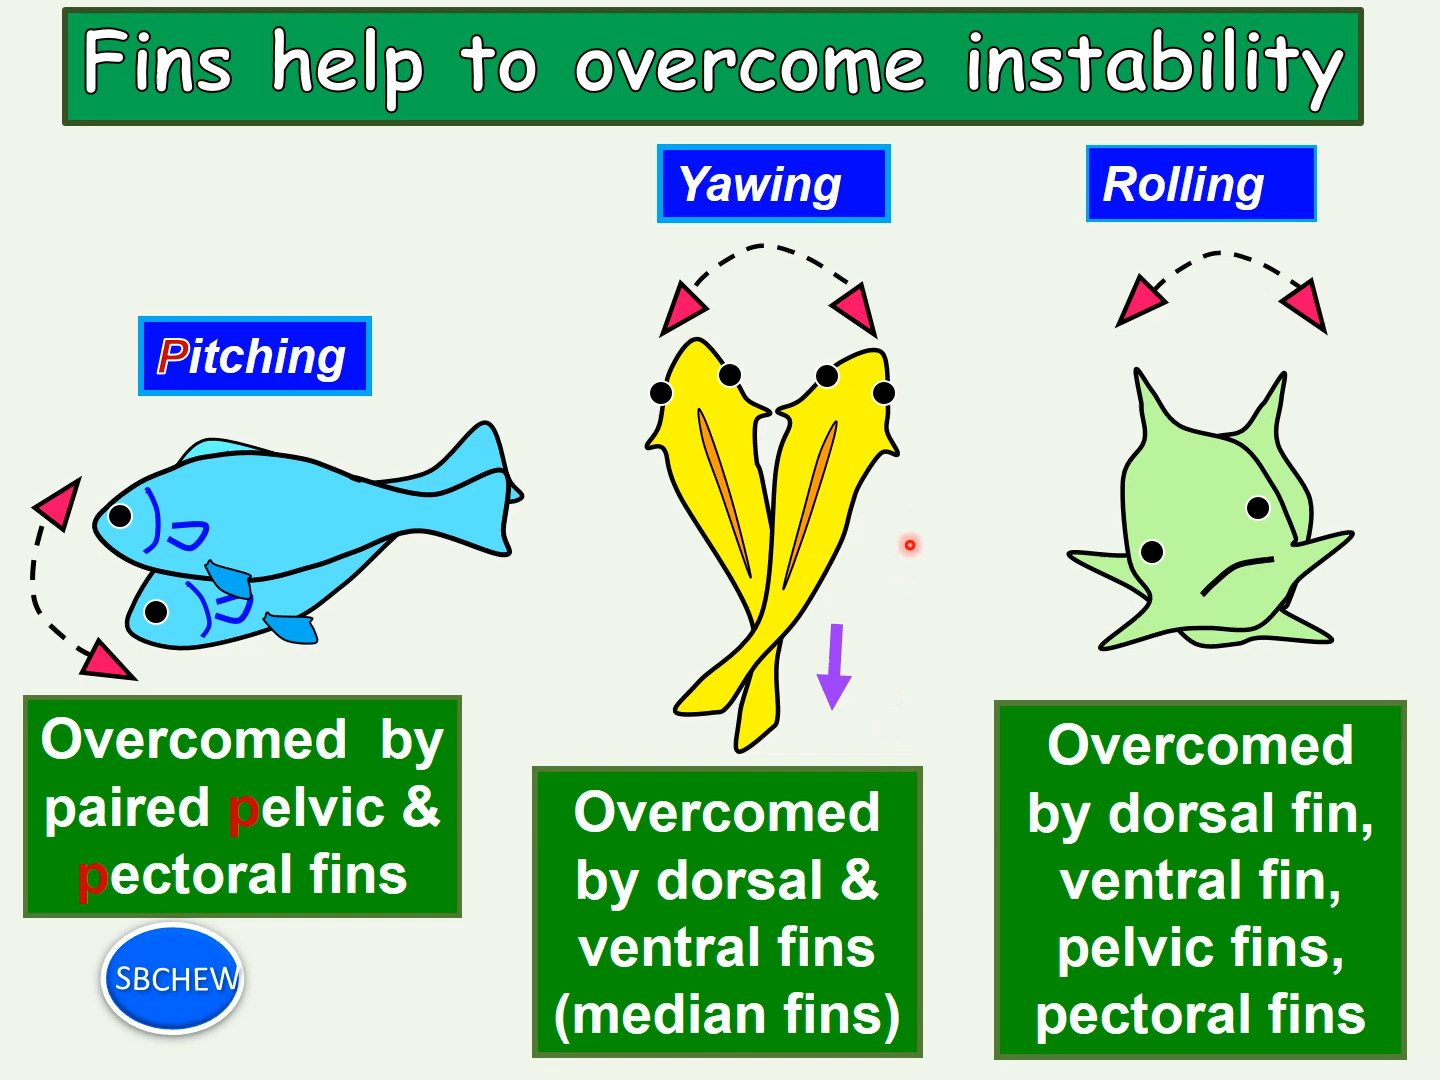 Fins help to overcome instability
Yawing
Rolling
Pitching
Overcomed by
paired pelvic &
pectoral fins
Overcomed
by dorsal &
ventral fins
(median fins)
Overcomed
by dorsal fin,
ventral fin,
pelvic fins,
pectoral fins
SBCHEW